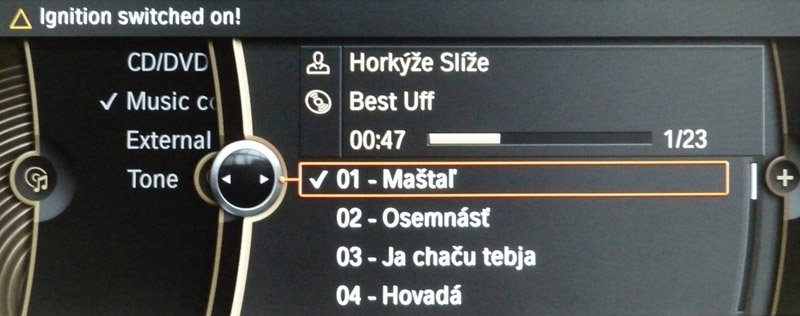 Ignition switched on!
CD/DVD
Music
External
Tone
Horkýže Slíže
Best Uff
00:47 1/23
01 - Maštaľ
02 - Osemnásť
03 - Ja chaču tebja
04 - Hovadá